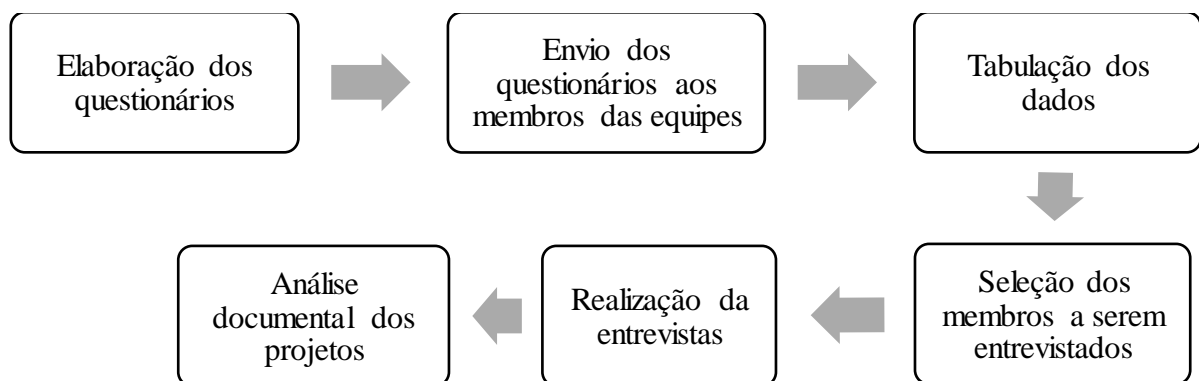 Elaboração dos
questionários
Envio dos
questionários aos
membros das equipes
Tabulação dos
dados
Seleção dos
membros a serem
entrevistados
Realização da
entrevistas
Análise
documental dos
projetos